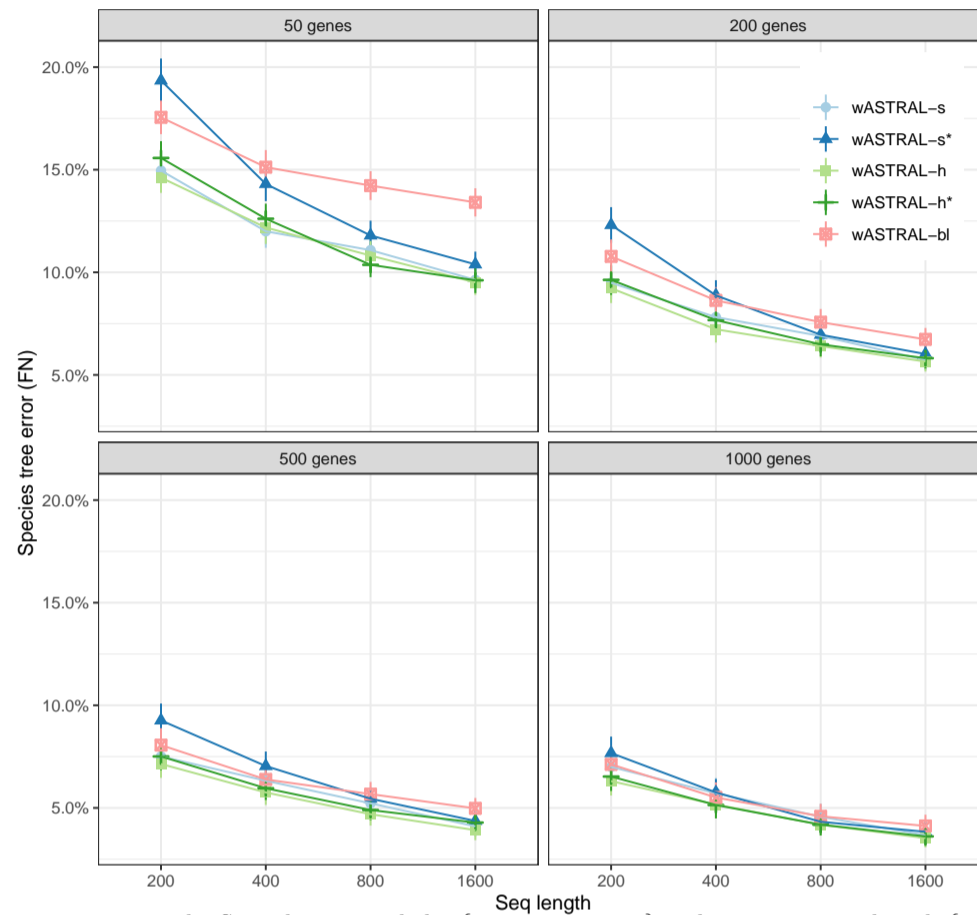 50 genes
200 genes
20.0%
15.0%
10.0%
5.0%
wASTRAL−s
wASTRAL−s*
wASTRAL−h
wASTRAL−h*
wASTRAL−bl
Species tree error (FN)
500 genes
1000 genes
20.0%
15.0%
10.0%
5.0%
200
400
800
1600
200
400
800
1600
Seq length